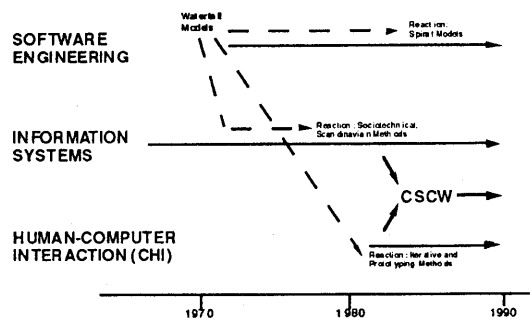 Waterfall
Models
Reaction:
Spiral Models
SOFTWARE
ENGINEERING
Reaction: Sociotechnical,
Scandinavian Methods
INFORMATION
SYSTEMS
CSCW
HUMAN-COMPUTER
INTERACTION (CHI)
Reaction: Iterative and
Prototyping Methods
1970
1980
1990